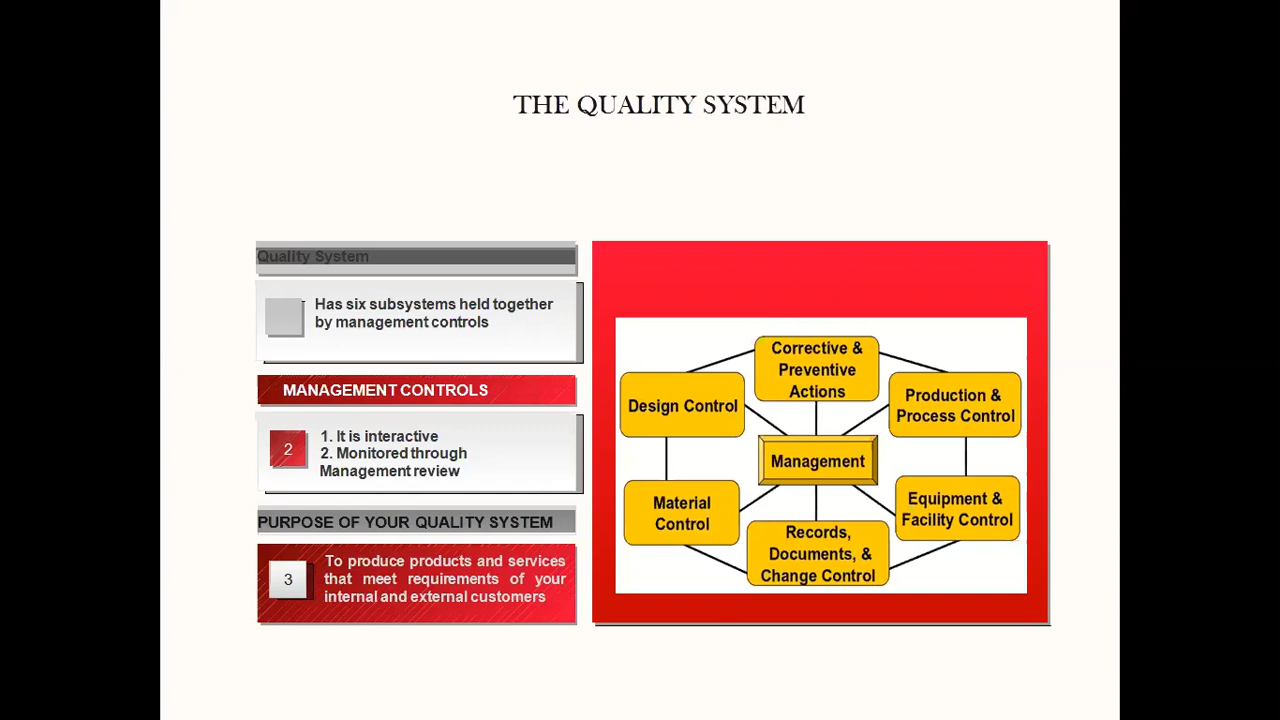 THE QUALITY SYSTEM
Quality System
Has six subsystems held together
by management controls
MANAGEMENT CONTROLS
2
1. It is interactive
2. Monitored through
Management review
PURPOSE OF YOUR QUALITY SYSTEM
3
To produce products and services
that meet requirements of your
internal and external customers
Corrective &
Preventive
Actions
Design Control
Production &
Process Control
Management
Material
Control
Equipment &
Facility Control
Records,
Documents, &
Change Control